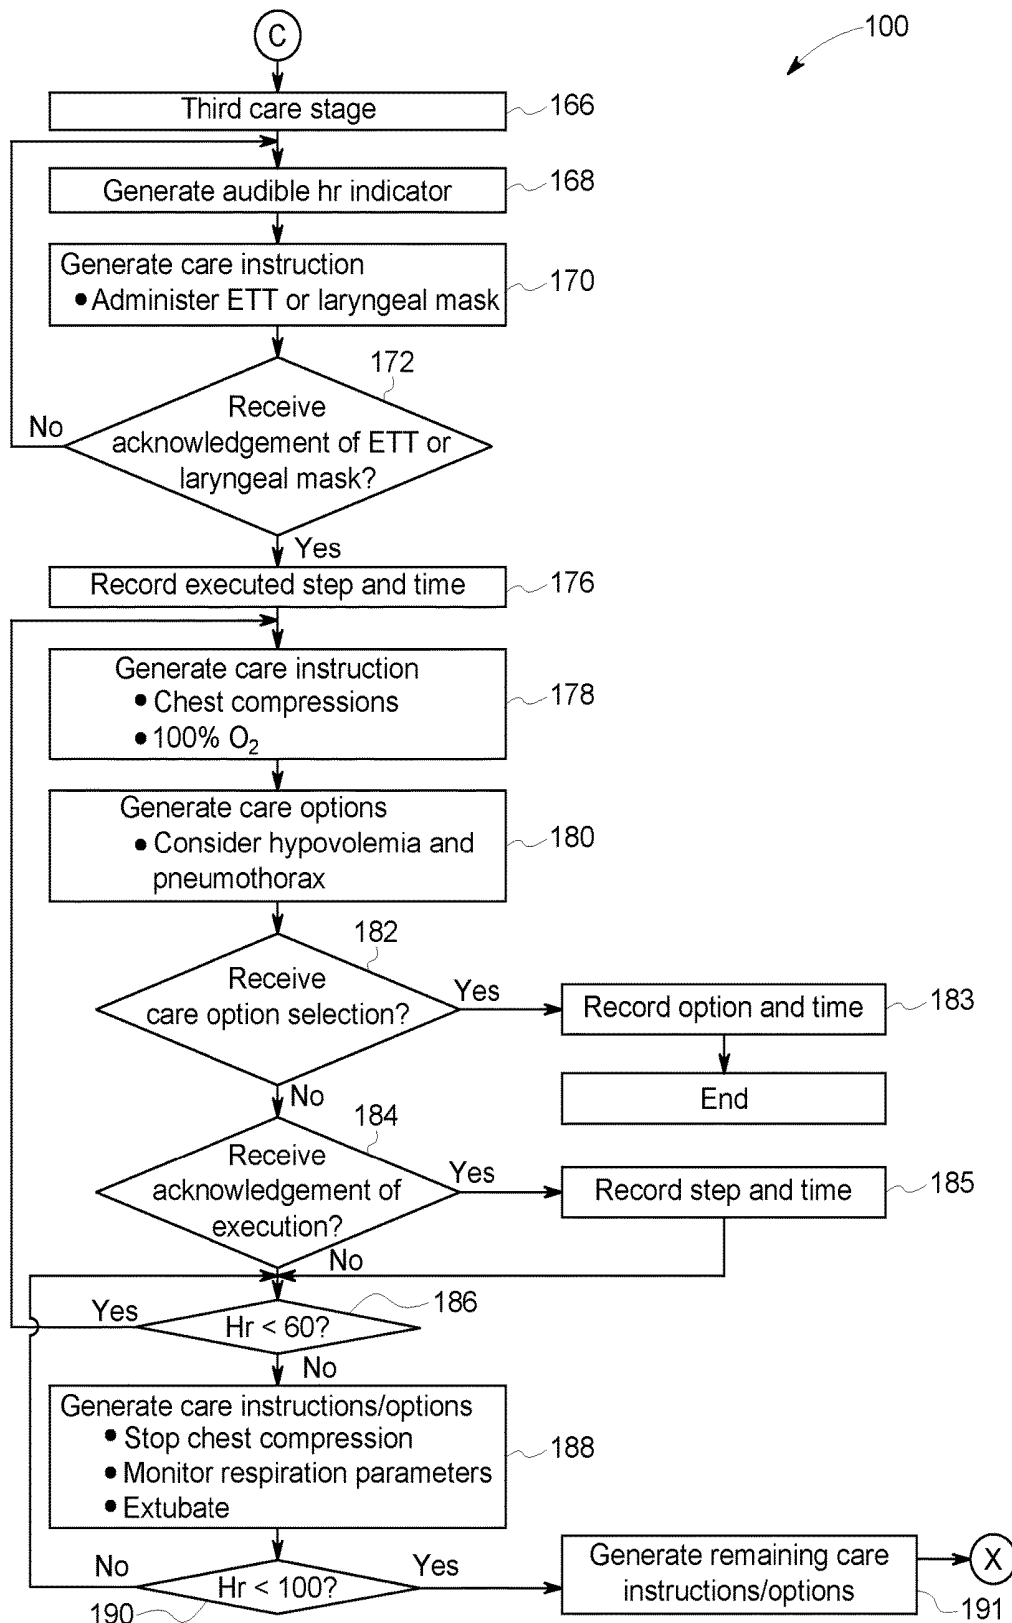 C
100
Third care stage
166
Generate audible hr indicator
168
Generate care instruction
• Administer ETT or laryngeal mask
170
172
Receive
acknowledgement of ETT or
laryngeal mask?
No
Yes
Record executed step and time
176
Generate care instruction
• Chest compressions
• 100% O₂
178
Generate care options
• Consider hypovolemia and
pneumothorax
180
182
Receive
care option selection?
Yes
Record option and time
183
End
No
184
Receive
acknowledgement of
execution?
Yes
Record step and time
185
No
186
Yes
Hr < 60?
No
Generate care instructions/options
• Stop chest compression
• Monitor respiration parameters
• Extubate
188
No
Hr < 100?
190
Yes
Generate remaining care
instructions/options
191
X